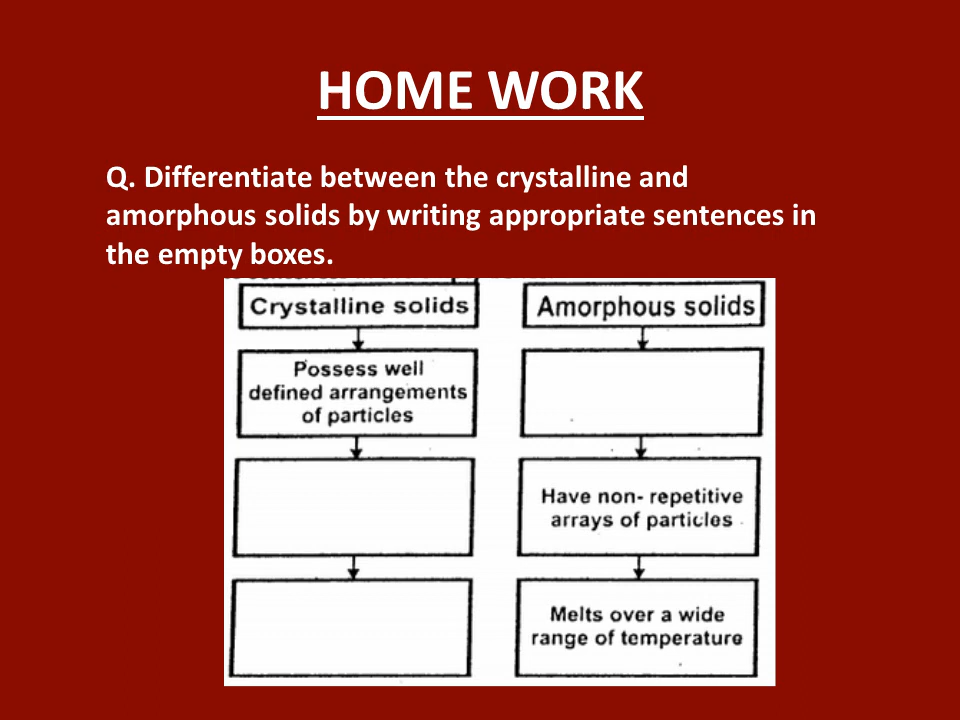 HOME WORK
Q. Differentiate between the crystalline and
amorphous solids by writing appropriate sentences in
the empty boxes.
Crystalline solids
Amorphous solids
Possess well
defined arrangements
of particles
Have non- repetitive
arrays of particles
Melts over a wide
range of temperature